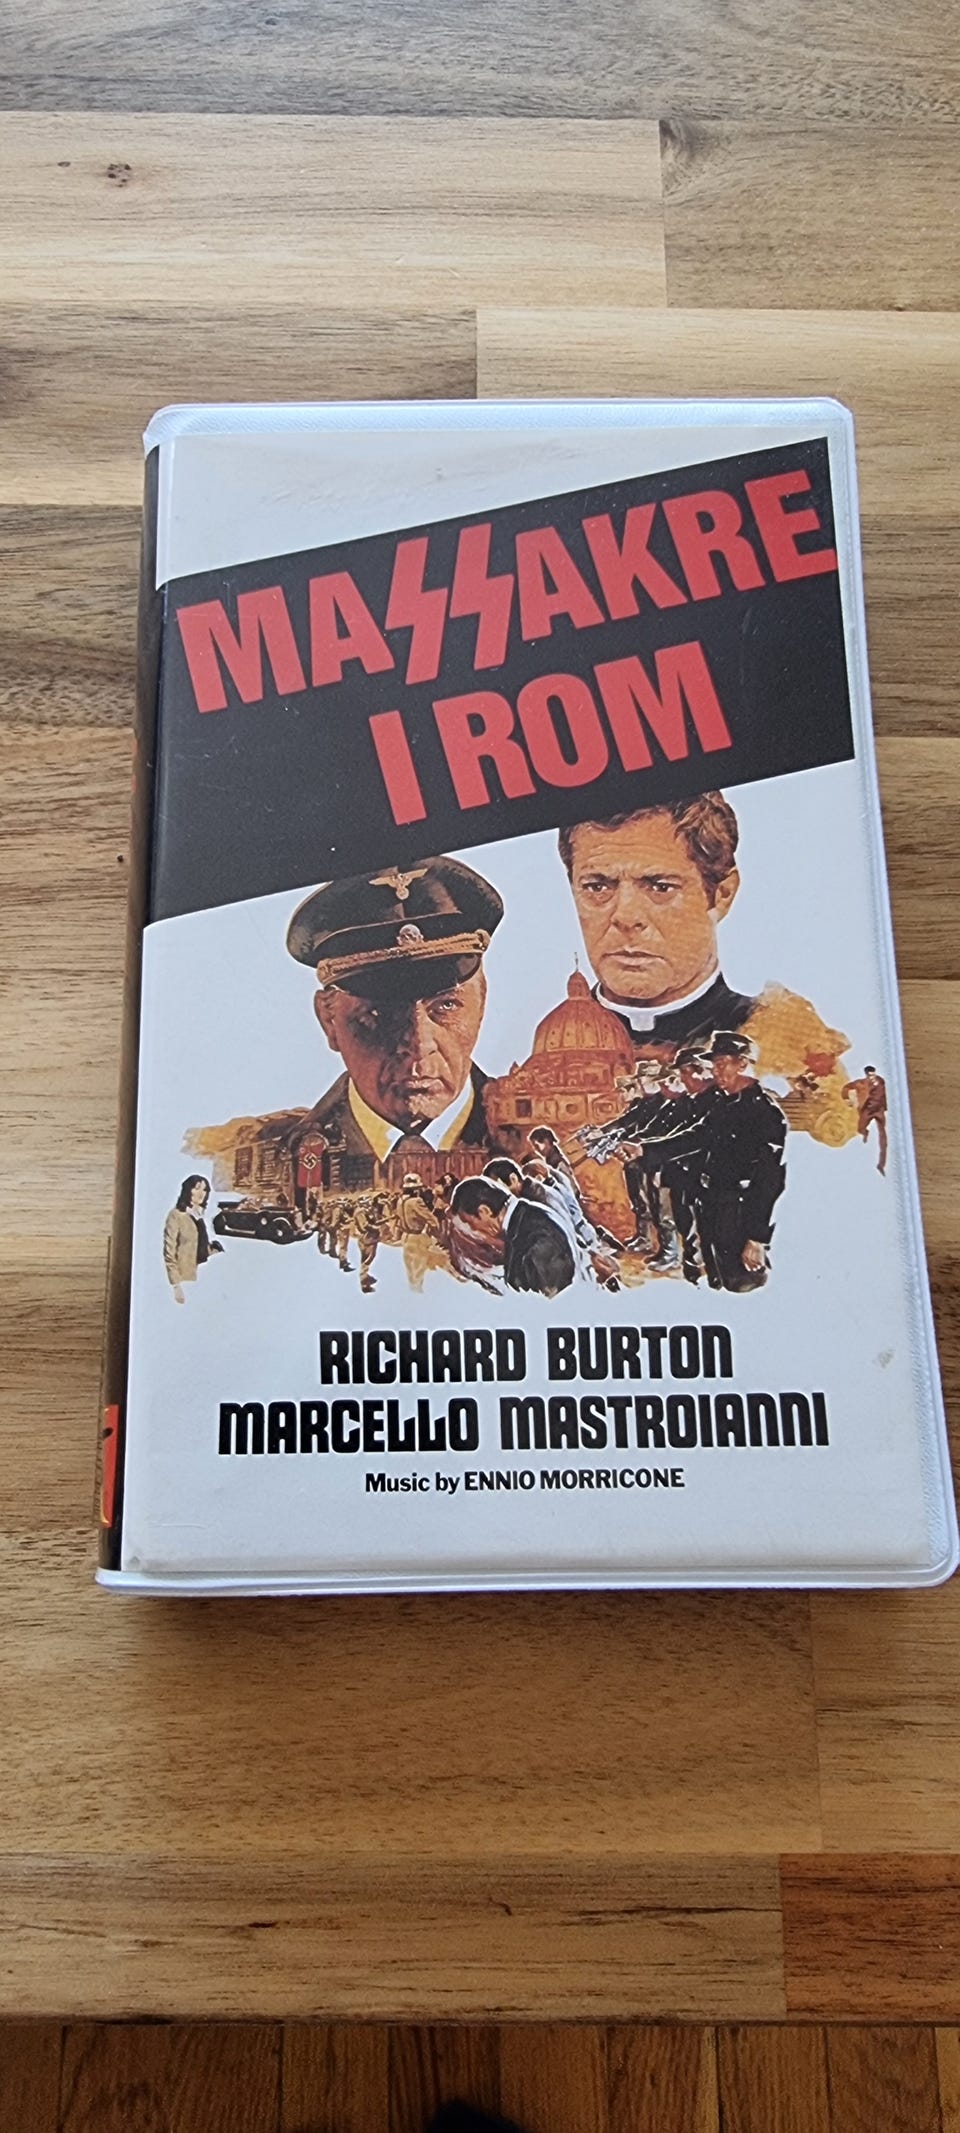 MASSAKRE
I ROM
RICHARD BURTON
MARCELLO MASTROIANNI
Music by ENNIO MORRICONE